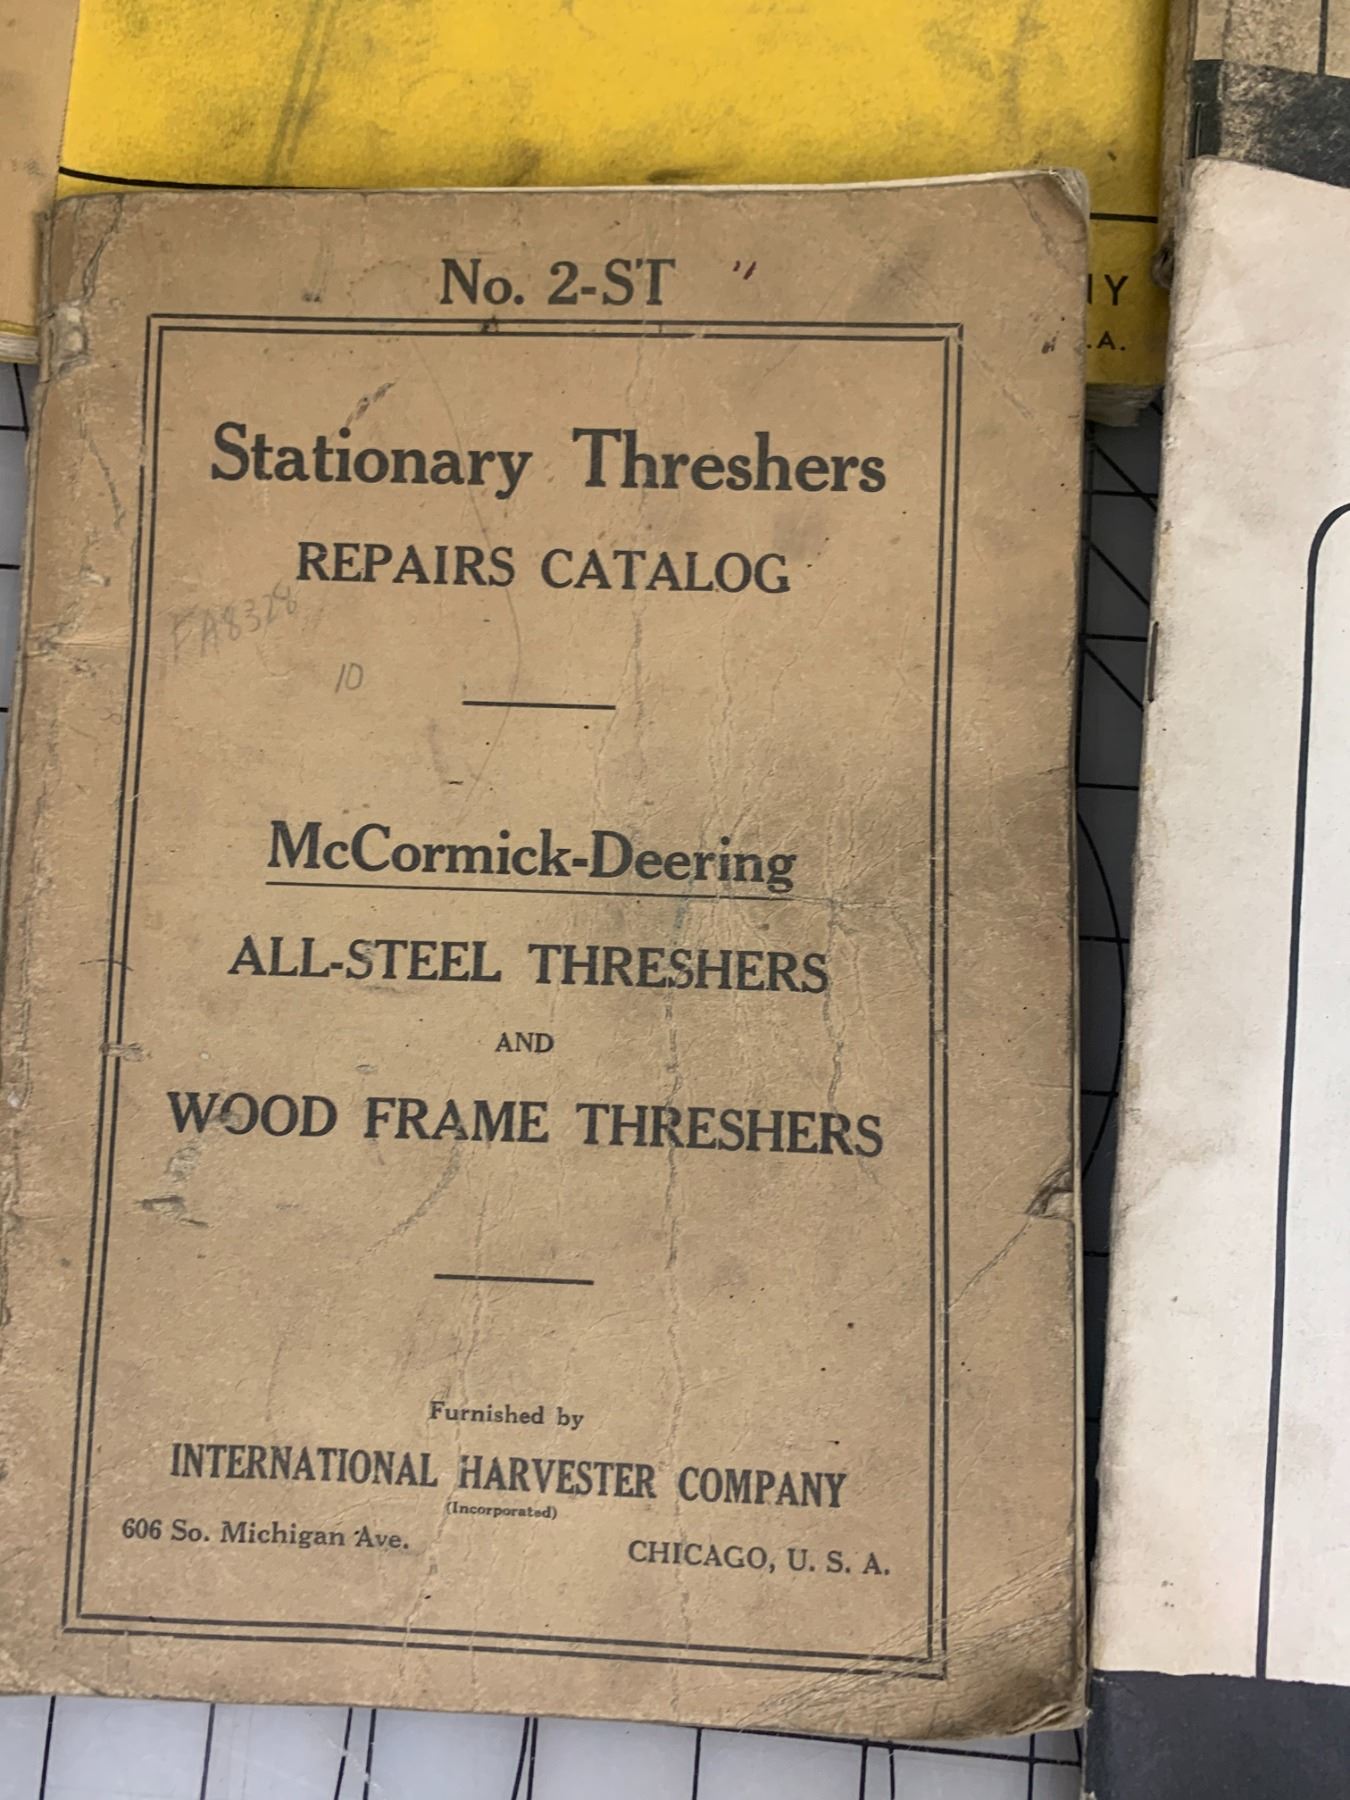 No. 2-ST
Stationary Threshers
REPAIRS CATALOG
FA8328
10
McCormick-Deering
ALL-STEEL THRESHERS
AND
WOOD FRAME THRESHERS
Furnished by
INTERNATIONAL HARVESTER COMPANY
(Incorporated)
606 So. Michigan Ave.
CHICAGO, U. S. A.